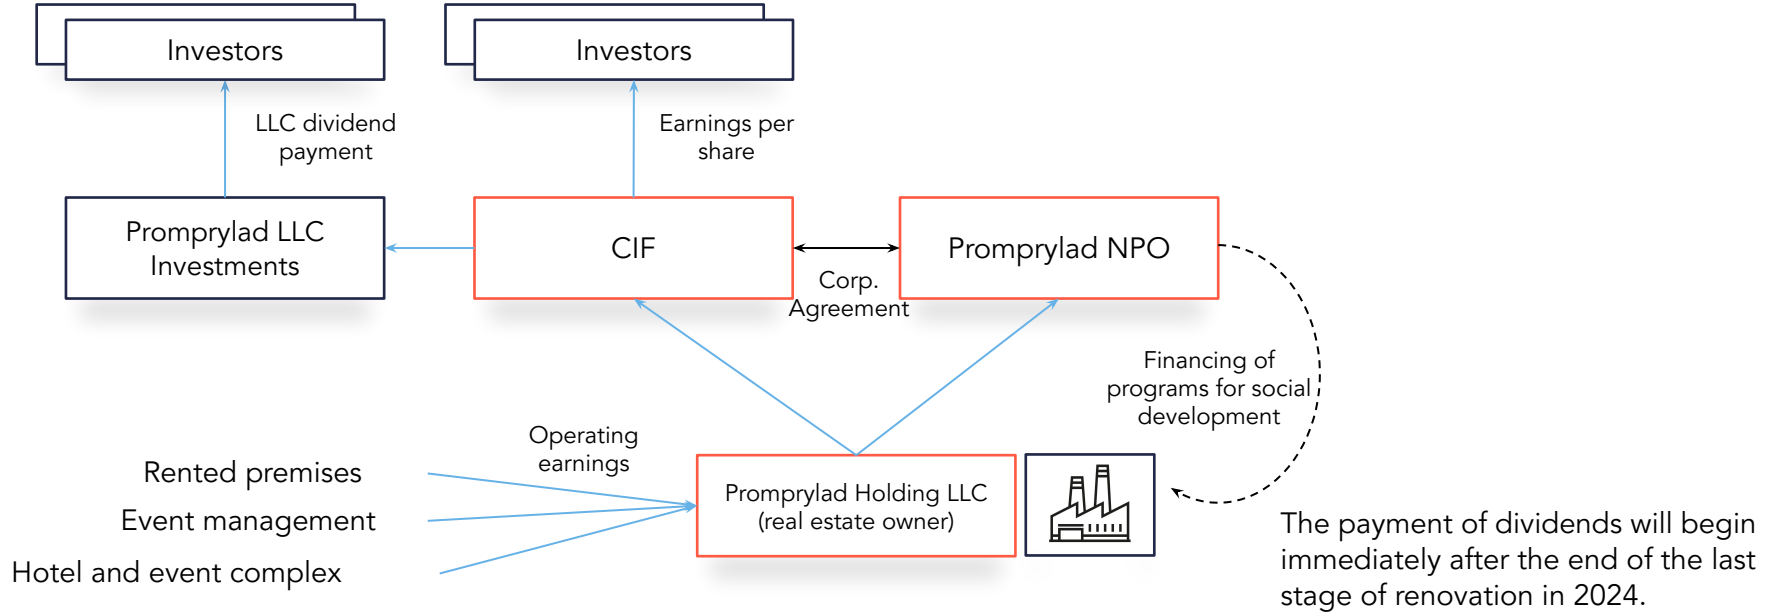 Investors
Investors
LLC dividend
payment
Earnings per
share
Promprylad LLC
Investments
CIF
Promprylad NPO
Corp.
Agreement
Financing of
programs for social
development
Operating
earnings
Rented premises
Event management
Hotel and event complex
Promprylad Holding LLC
(real estate owner)
The payment of dividends will begin
immediately after the end of the last
stage of renovation in 2024.